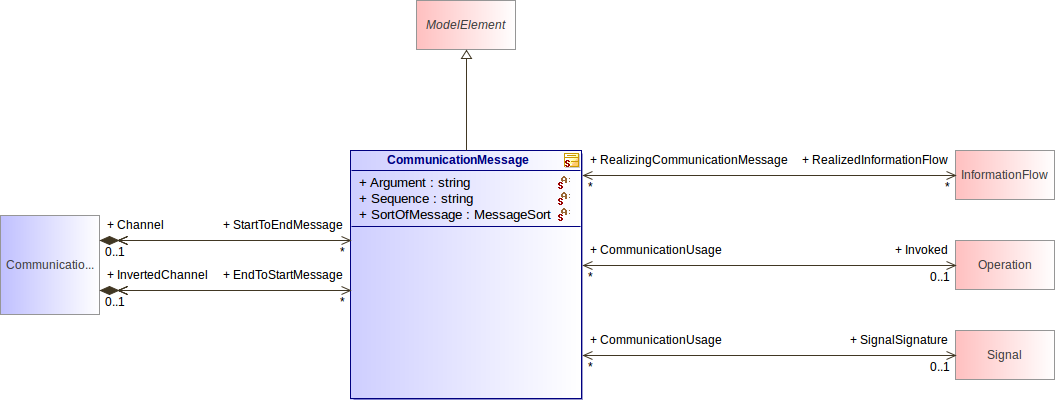 ModelElement
CommunicationMessage
+ Argument : string
+ Sequence : string
+ SortOfMessage : MessageSort
+ RealizingCommunicationMessage
+ RealizedInformationFlow
*
*
InformationFlow
+ Channel
+ StartToEndMessage
0..1
*
Communicatio...
+ InvertedChannel
+ EndToStartMessage
0..1
*
+ CommunicationUsage
+ Invoked
*
0..1
Operation
+ CommunicationUsage
+ SignalSignature
*
0..1
Signal